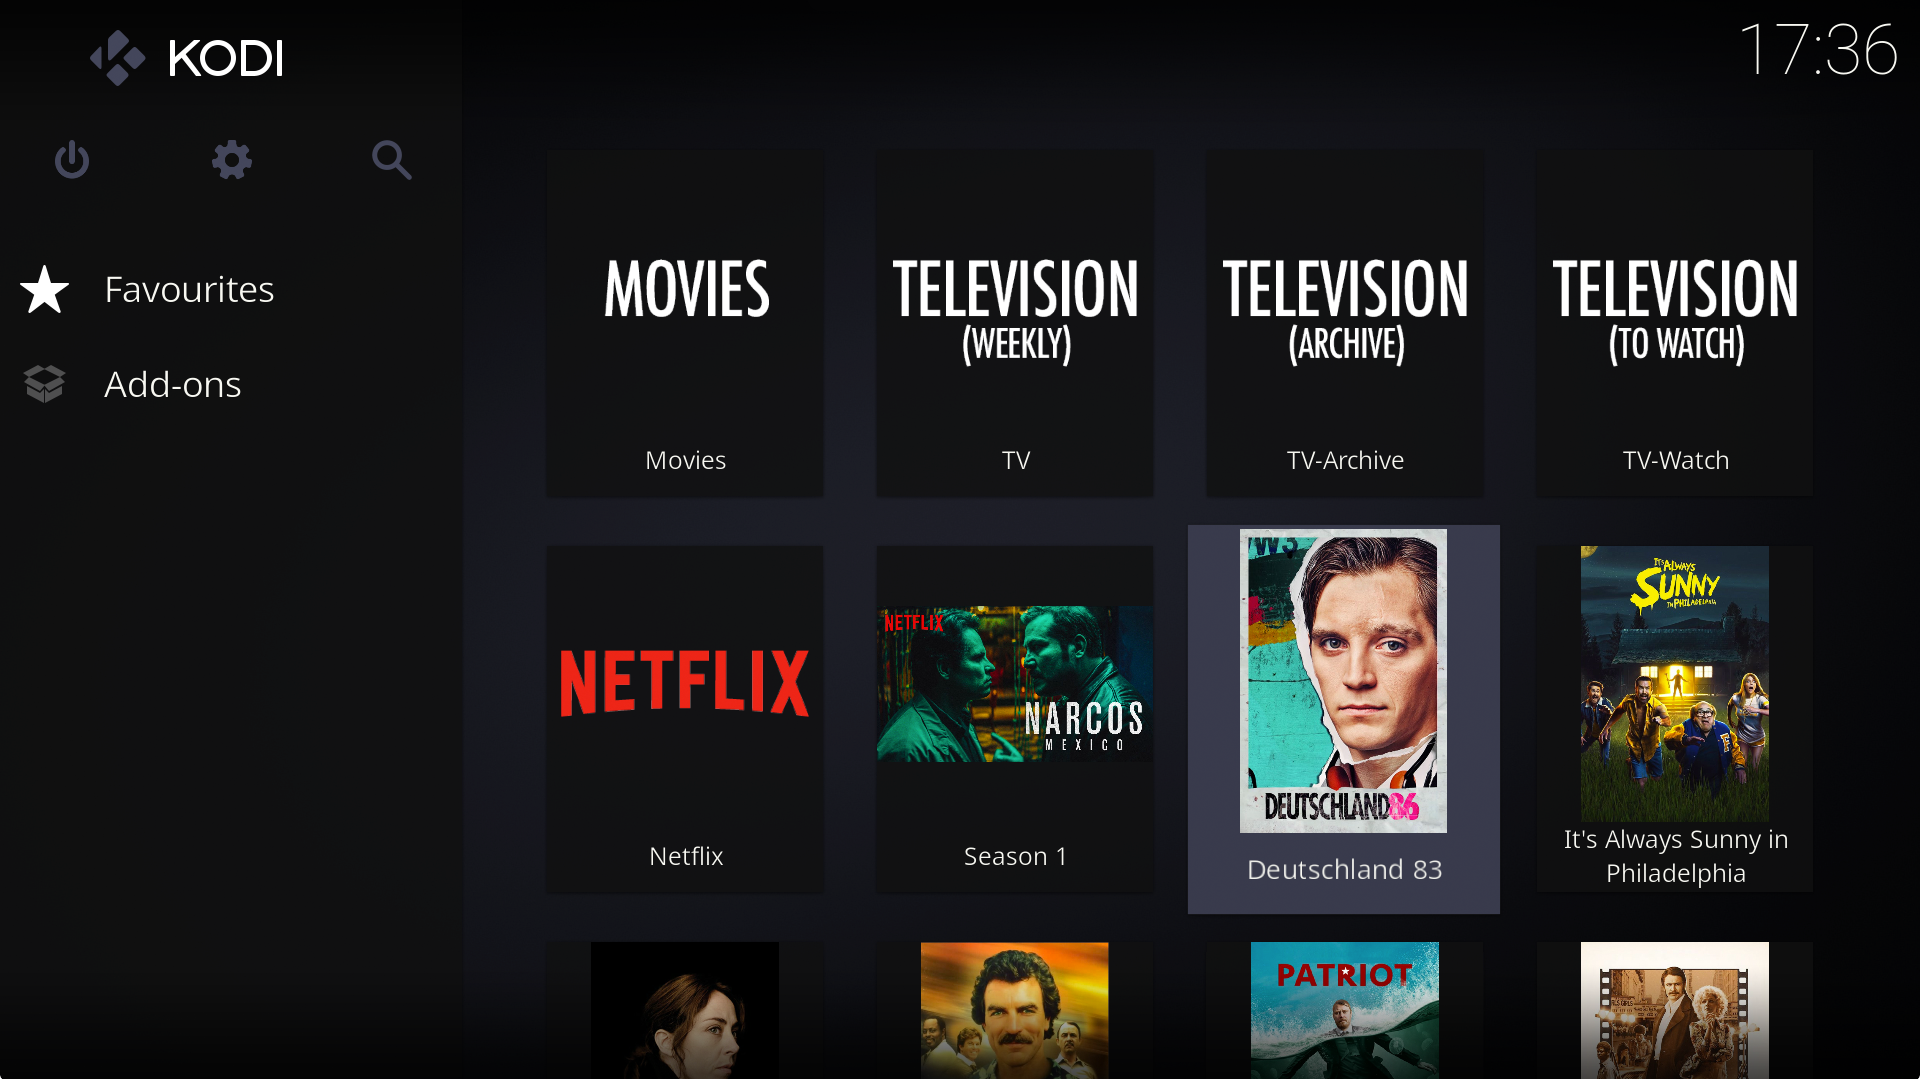 KODI
17:36
Favourites
Add-ons
MOVIES
Movies
TELEVISION
(WEEKLY)
TV
TELEVISION
(ARCHIVE)
TV-Archive
TELEVISION
(TO WATCH)
TV-Watch
NETFLIX
Netflix
NETFLIX
NARCOS
MEXICO
Season 1
DEUTSCHLAND86
Deutschland 83
IT'S ALWAYS
SUNNY
IN PHILADELPHIA
It's Always Sunny in
Philadelphia
PATRIOT